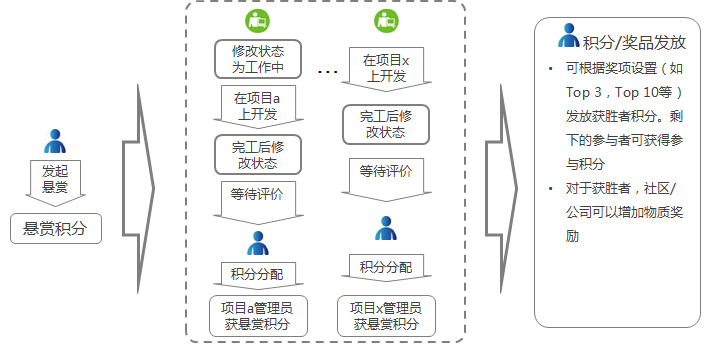 发起
悬赏
悬赏积分
修改状态
为工作中
在项目a
上开发
完工后修
改状态
等待评价
积分分配
项目a管理员
获悬赏积分
...
在项目x
上开发
完工后修
改状态
等待评价
积分分配
项目x管理员
获悬赏积分
积分/奖品发放
• 可根据奖项设置（如
Top 3，Top 10等）
发放获胜者积分。剩
下的参与者可获得参
与积分
• 对于获胜者，社区/
公司可以增加物质奖
励